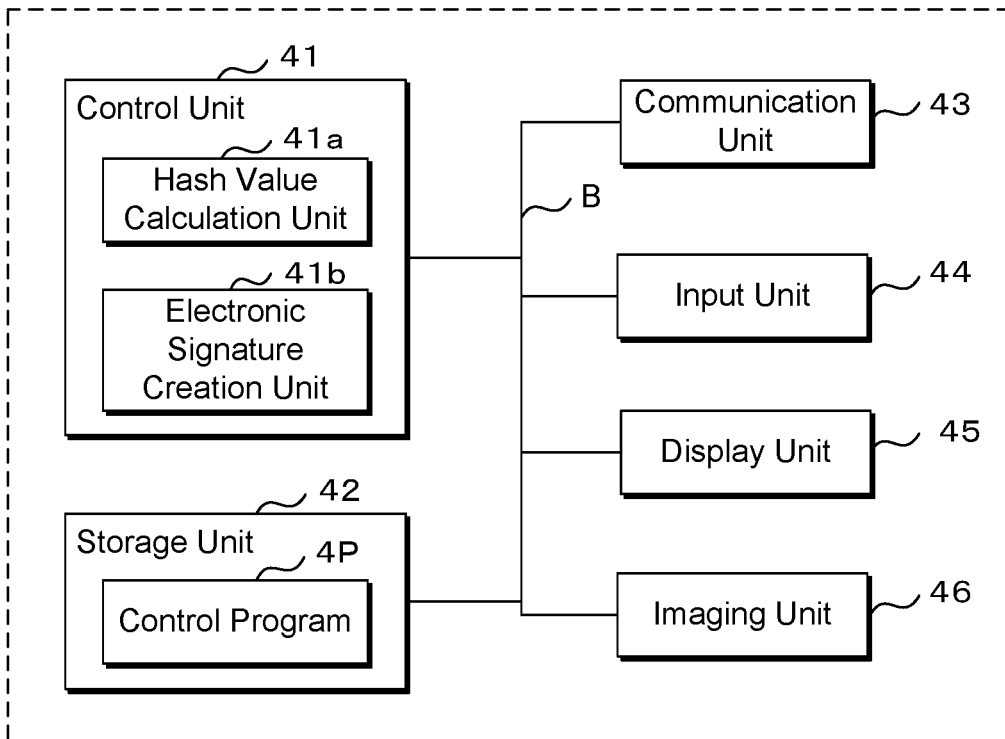 41
Control Unit
41a
Hash Value
Calculation Unit
41b
Electronic
Signature
Creation Unit
42
Storage Unit
4P
Control Program
B
Communication
Unit
43
Input Unit
44
Display Unit
45
Imaging Unit
46